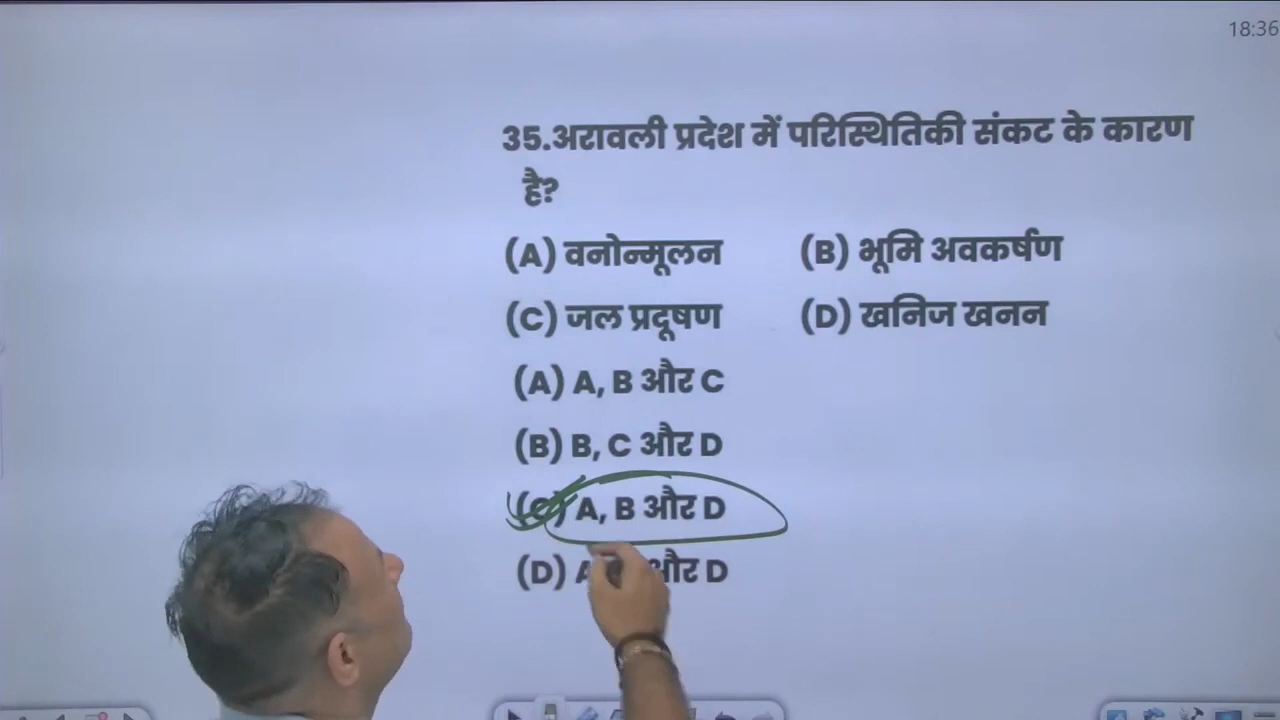 18:36
35.अरावली प्रदेश में परिस्थितिकी संकट के कारण
है?
(A) वनोन्मूलन (B) भूमि अवकर्षण
(C) जल प्रदूषण (D) खनिज खनन
(A) A, B और C
(B) B, C और D
(C) A, B और D
(D) A और D